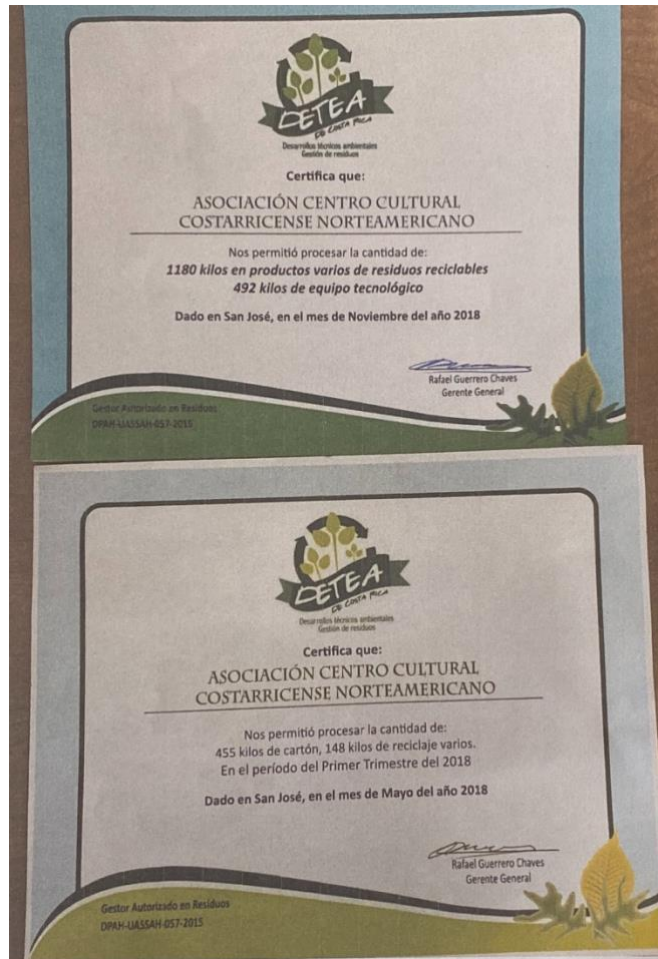 DETEA
DE COSTA RICA
Desarrollos técnicos ambientales
Gestión de residuos
Certifica que:
ASOCIACIÓN CENTRO CULTURAL
COSTARRICENSE NORTEAMERICANO
Nos permitió procesar la cantidad de:
1180 kilos en productos varios de residuos reciclables
492 kilos de equipo tecnológico
Dado en San José, en el mes de Noviembre del año 2018
Rafael Guerrero Chaves
Gerente General
Gestor Autorizado en Residuos
DPAH-UASSAH-057-2015
DETEA
DE COSTA RICA
Desarrollos técnicos ambientales
Gestión de residuos
Certifica que:
ASOCIACIÓN CENTRO CULTURAL
COSTARRICENSE NORTEAMERICANO
Nos permitió procesar la cantidad de:
455 kilos de cartón, 148 kilos de reciclaje varios.
En el período del Primer Trimestre del 2018
Dado en San José, en el mes de Mayo del año 2018
Rafael Guerrero Chaves
Gerente General
Gestor Autorizado en Residuos
DPAH-UASSAH-057-2015